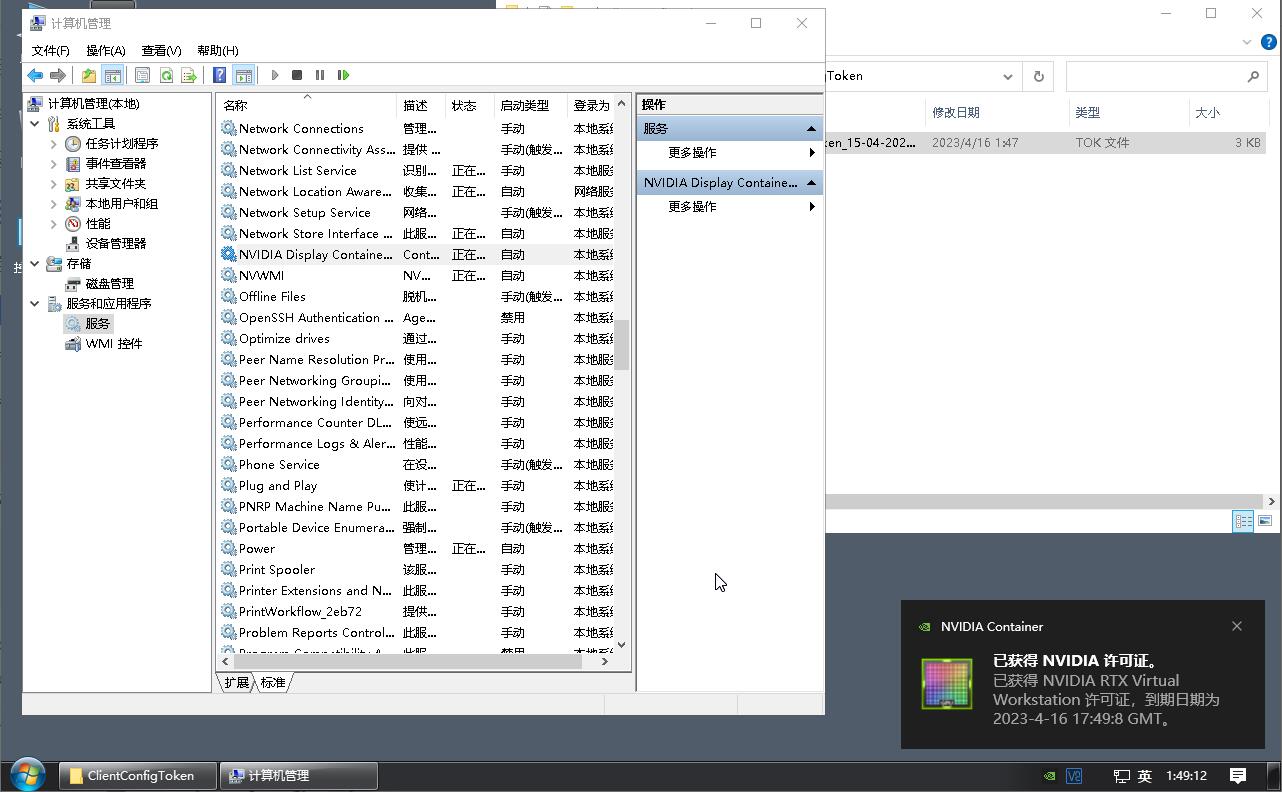 计算机管理
文件(F) 操作(A) 查看(V) 帮助(H)
计算机管理(本地)
系统工具
任务计划程序
事件查看器
共享文件夹
本地用户和组
性能
设备管理器
存储
磁盘管理
服务和应用程序
服务
WMI 控件
名称 描述 状态 启动类型 登录为
Network Connections 管理... 手动 本地系统
Network Connectivity Ass... 提供 ... 手动(触发... 本地系统
Network List Service 识别... 正在... 手动 本地服务
Network Location Aware... 收集... 正在... 自动 网络服务
Network Setup Service 网络... 手动(触发... 本地系统
Network Store Interface ... 此服... 正在... 自动 本地服务
NVIDIA Display Containe... Cont... 正在... 自动 本地系统
NVWMI NV... 正在... 自动 本地系统
Offline Files 脱机... 手动(触发... 本地系统
OpenSSH Authentication ... Age... 禁用 本地系统
Optimize drives 通过... 手动 本地系统
Peer Name Resolution Pr... 使用... 手动 本地服务
Peer Networking Groupi... 使用... 手动 本地服务
Peer Networking Identity... 向对... 手动 本地服务
Performance Counter DL... 使远... 手动 本地服务
Performance Logs & Aler... 性能... 手动 本地服务
Phone Service 在设... 手动(触发... 本地服务
Plug and Play 使计... 正在... 手动 本地系统
PNRP Machine Name Pu... 此服... 手动 本地服务
Portable Device Enumera... 强制... 手动(触发... 本地系统
Power 管理... 正在... 自动 本地系统
Print Spooler 该服... 手动 本地系统
Printer Extensions and N... 此服... 手动 本地系统
PrintWorkflow_2eb72 提供... 手动 本地系统
Problem Reports Control... 此服... 手动 本地系统
扩展 标准
操作
服务
更多操作
NVIDIA Display Containe...
更多操作
Token
修改日期 类型 大小
en_15-04-202... 2023/4/16 1:47 TOK 文件 3 KB
NVIDIA Container
已获得 NVIDIA 许可证。
已获得 NVIDIA RTX Virtual
Workstation 许可证，到期日期为
2023-4-16 17:49:8 GMT。
ClientConfigToken 计算机管理 英 1:49:12